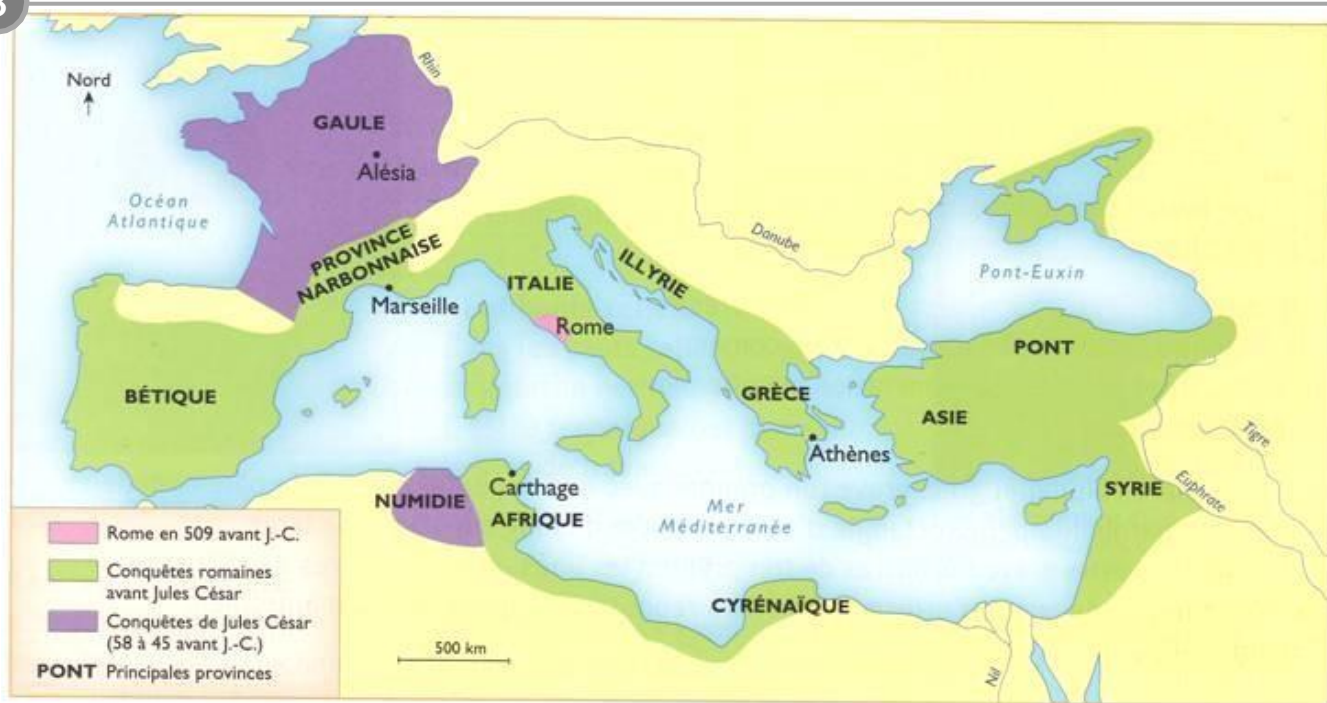 3
Nord
Rhin
GAULE
Alésia
Océan
Atlantique
Danube
PROVINCE
NARBONNAISE
ITALIE
ILLYRIE
Pont-Euxin
Marseille
Rome
PONT
BÉTIQUE
GRÈCE
ASIE
Athènes
Tigre
Carthage
NUMIDIE
AFRIQUE
Mer
Méditerranée
SYRIE
Euphrate
CYRÉNAÏQUE
Nil
500 km
Rome en 509 avant J.-C.
Conquêtes romaines
avant Jules César
Conquêtes de Jules César
(58 à 45 avant J.-C.)
PONT Principales provinces